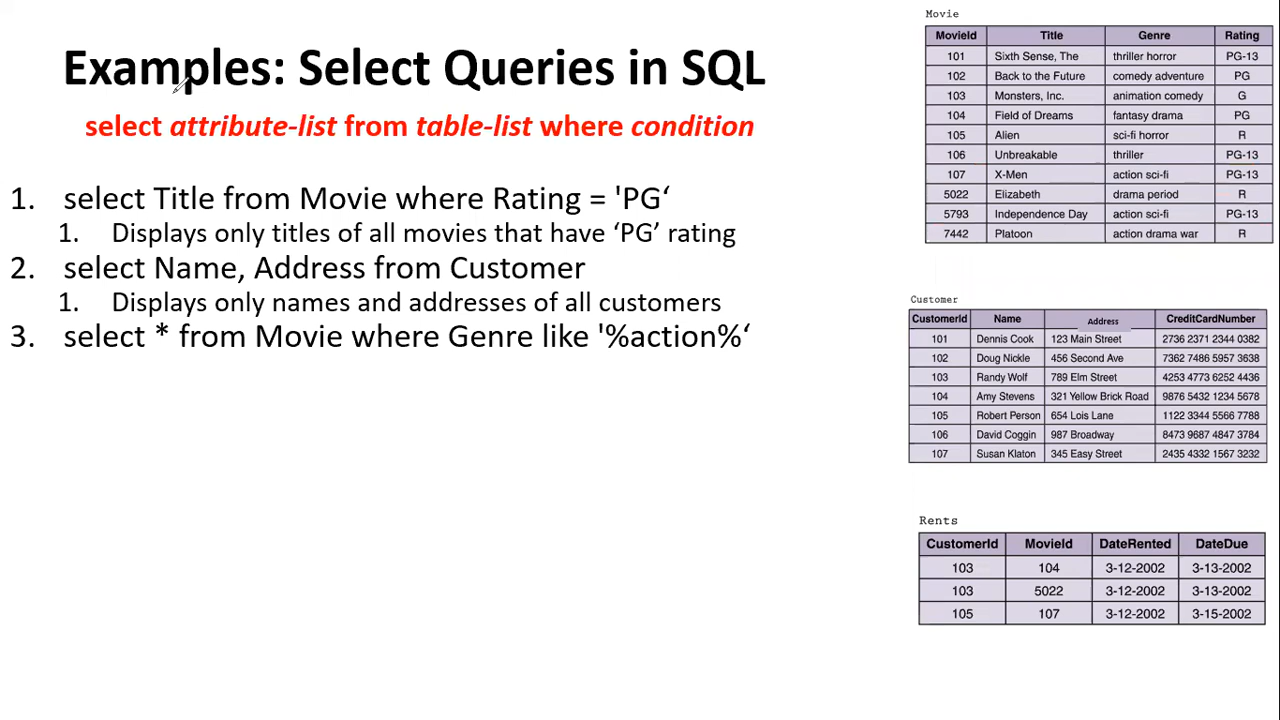 Examples: Select Queries in SQL
select attribute-list from table-list where condition
1. select Title from Movie where Rating = 'PG‘
1. Displays only titles of all movies that have ‘PG’ rating
2. select Name, Address from Customer
1. Displays only names and addresses of all customers
3. select * from Movie where Genre like '%action%‘
Movie
MovieId Title Genre Rating
101 Sixth Sense, The thriller horror PG-13
102 Back to the Future comedy adventure PG
103 Monsters, Inc. animation comedy G
104 Field of Dreams fantasy drama PG
105 Alien sci-fi horror R
106 Unbreakable thriller PG-13
107 X-Men action sci-fi PG-13
5022 Elizabeth drama period R
5793 Independence Day action sci-fi PG-13
7442 Platoon action drama war R
Customer
CustomerId Name Address CreditCardNumber
101 Dennis Cook 123 Main Street 2736 2371 2344 0382
102 Doug Nickle 456 Second Ave 7362 7486 5957 3638
103 Randy Wolf 789 Elm Street 4253 4773 6252 4436
104 Amy Stevens 321 Yellow Brick Road 9876 5432 1234 5678
105 Robert Person 654 Lois Lane 1122 3344 5566 7788
106 David Coggin 987 Broadway 8473 9687 4847 3784
107 Susan Klaton 345 Easy Street 2435 4332 1567 3232
Rents
CustomerId MovieId DateRented DateDue
103 104 3-12-2002 3-13-2002
103 5022 3-12-2002 3-13-2002
105 107 3-12-2002 3-15-2002